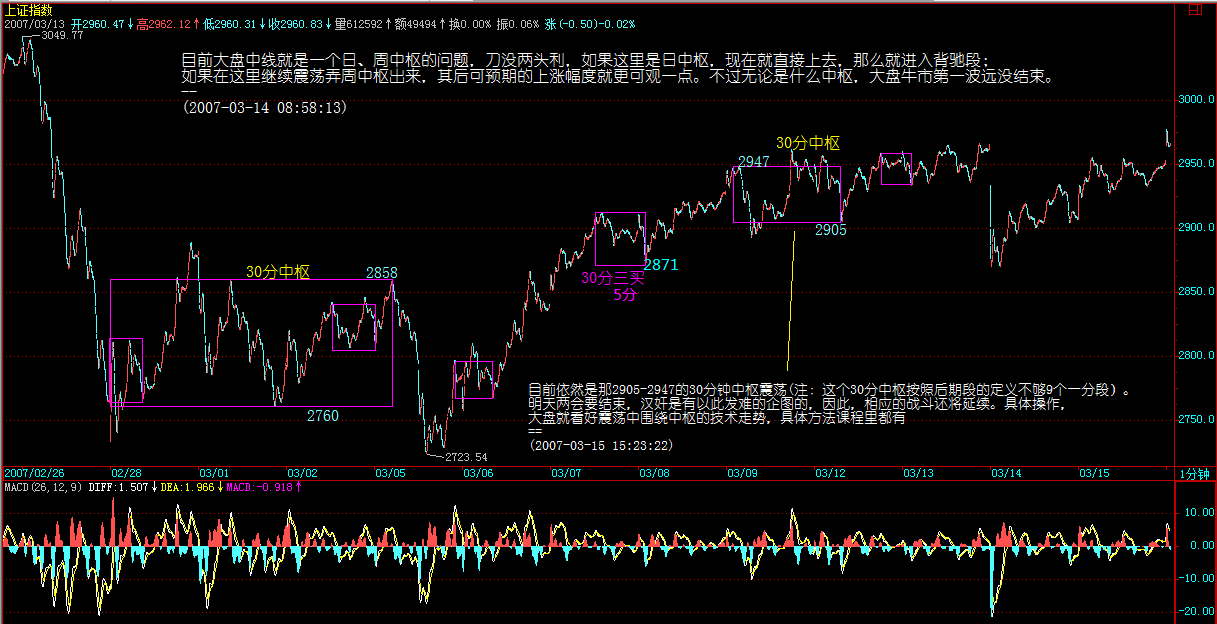 上证指数
2007/03/13 开2960.47↓高2962.12↑低2960.31↓收2960.83↓量612592↑额49494↑换0.00% 振0.06% 涨(-0.50)-0.02%
3049.77
目前大盘中线就是一个日、周中枢的问题，刀没两头利，如果这里是日中枢，现在就直接上去，那么就进入背驰段；
如果在这里继续震荡弄周中枢出来，其后可预期的上涨幅度就更可观一点。不过无论是什么中枢，大盘牛市第一波远没结束。
--
(2007-03-14 08:58:13)
3000.0
30分中枢
2947
2950.0
2905
2900.0
2871
30分中枢
2858
30分三买
5分
2850.0
2800.0
目前依然是那2905-2947的30分钟中枢震荡(注：这个30分中枢按照后期段的定义不够9个一分段)。
明天两会要结束，汉奸是有以此发难的企图的，因此，相应的战斗还将延续。具体操作，
大盘就看好震荡中围绕中枢的技术走势，具体方法课程里都有
==
(2007-03-15 15:23:22)
2760
2750.0
2723.54
2007/02/26 02/28 03/01 03/02 03/05 03/06 03/07 03/08 03/09 03/12 03/13 03/14 03/15 1分钟
MACD(26,12,9) DIFF:1.507↓DEA:1.966↓MACD:-0.918↑
10.00
0.00
-10.00
-20.00